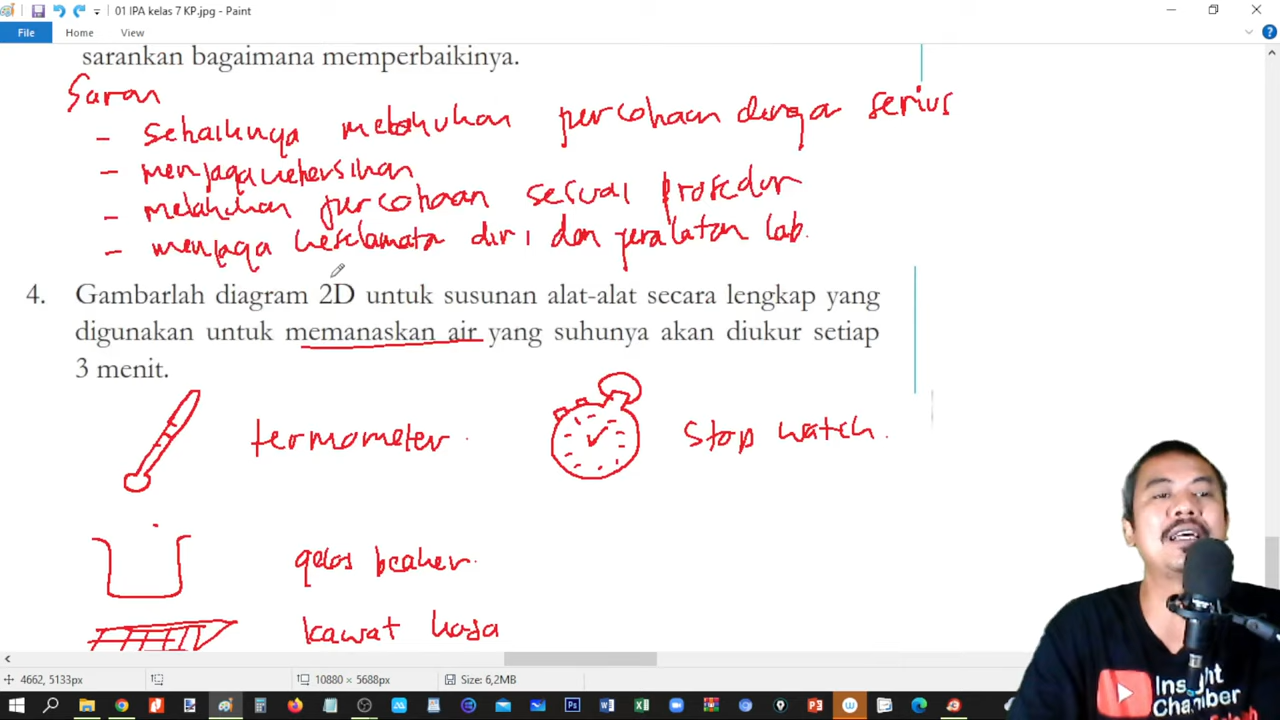 01 IPA kelas 7 KP.jpg - Paint
File Home View
sarankan bagaimana memperbaikinya.
Saran
- sebaiknya melakukan percobaan dengan serius
- menjaga kebersihan
- melakukan percobaan sesuai prosedur
- menjaga keselamata diri dan peralatan lab.
4. Gambarlah diagram 2D untuk susunan alat-alat secara lengkap yang
digunakan untuk memanaskan air yang suhunya akan diukur setiap
3 menit.
termometer
stop watch.
gelas beaker.
kawat kasa
Insight
Chamber
4662, 5133px
10880 × 5688px
Size: 6,2MB